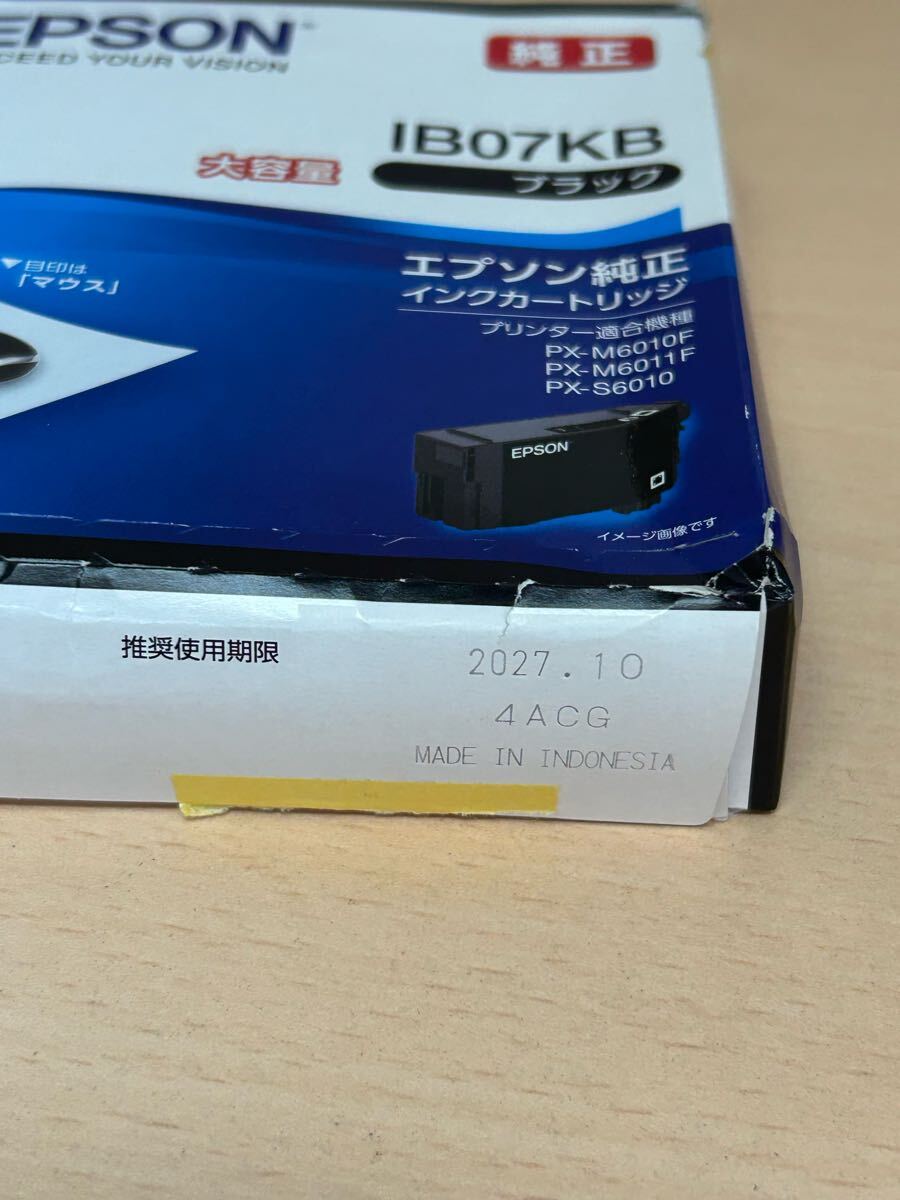 EPSON
EXCEED YOUR VISION
純正
IB07KB
大容量
ブラック
▼目印は
「マウス」
エプソン純正
インクカートリッジ
プリンター適合機種
PX-M6010F
PX-M6011F
PX-S6010
EPSON
イメージ画像です
推奨使用期限
2027.10
4ACG
MADE IN INDONESIA